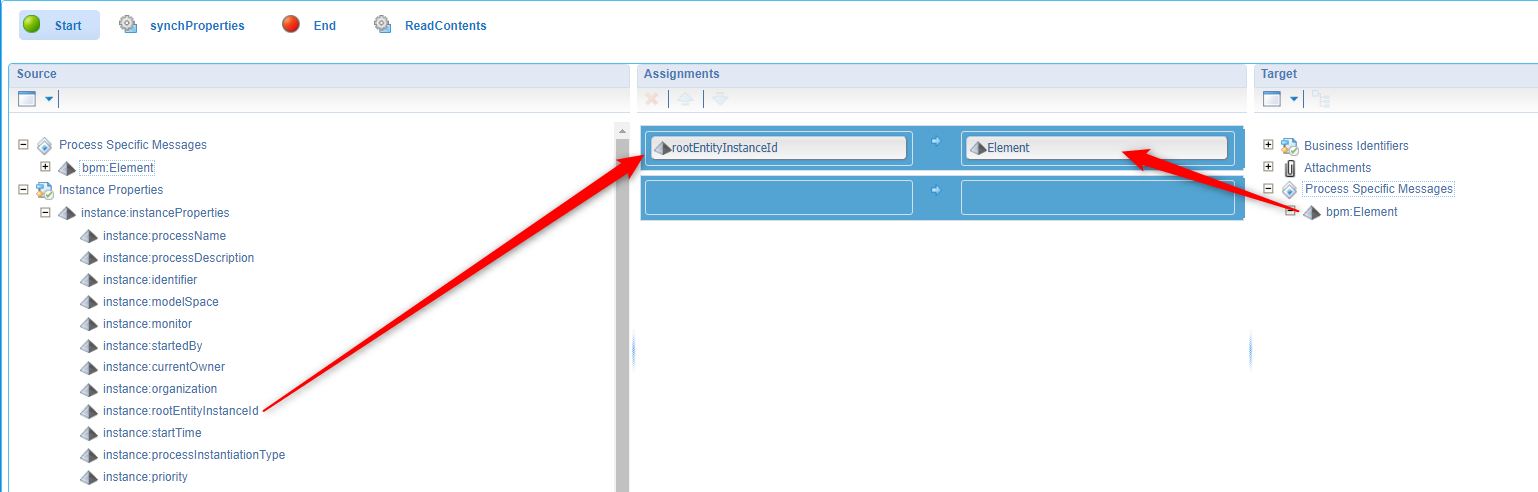 Start synchProperties End ReadContents
Source
Assignments
Target
Process Specific Messages
bpm:Element
Instance Properties
instance:instanceProperties
instance:processName
instance:processDescription
instance:identifier
instance:modelSpace
instance:monitor
instance:startedBy
instance:currentOwner
instance:organization
instance:rootEntityInstanceId
instance:startTime
instance:processInstantiationType
instance:priority
rootEntityInstanceId
Element
Business Identifiers
Attachments
Process Specific Messages
bpm:Element